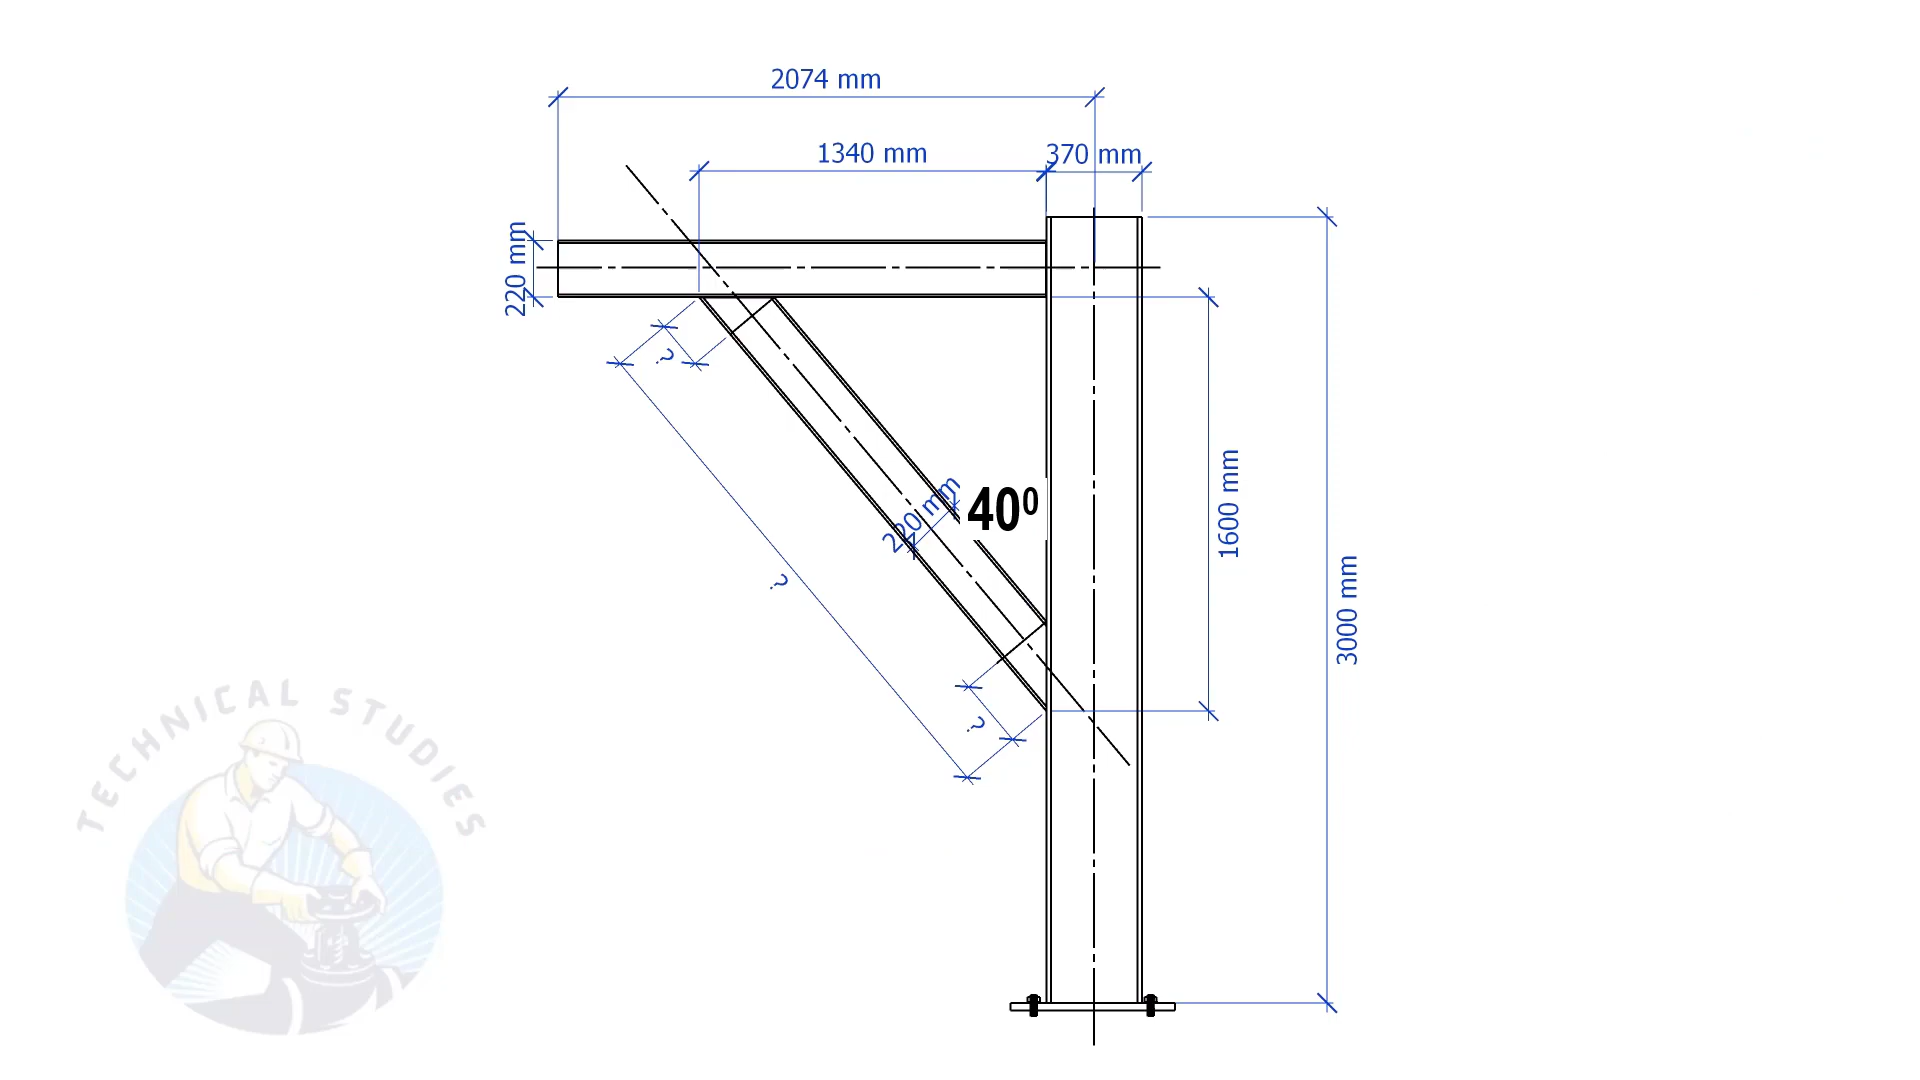 2074 mm
1340 mm
370 mm
220 mm
?
220 mm
40⁰
1600 mm
?
3000 mm
?
TECHNICAL STUDIES